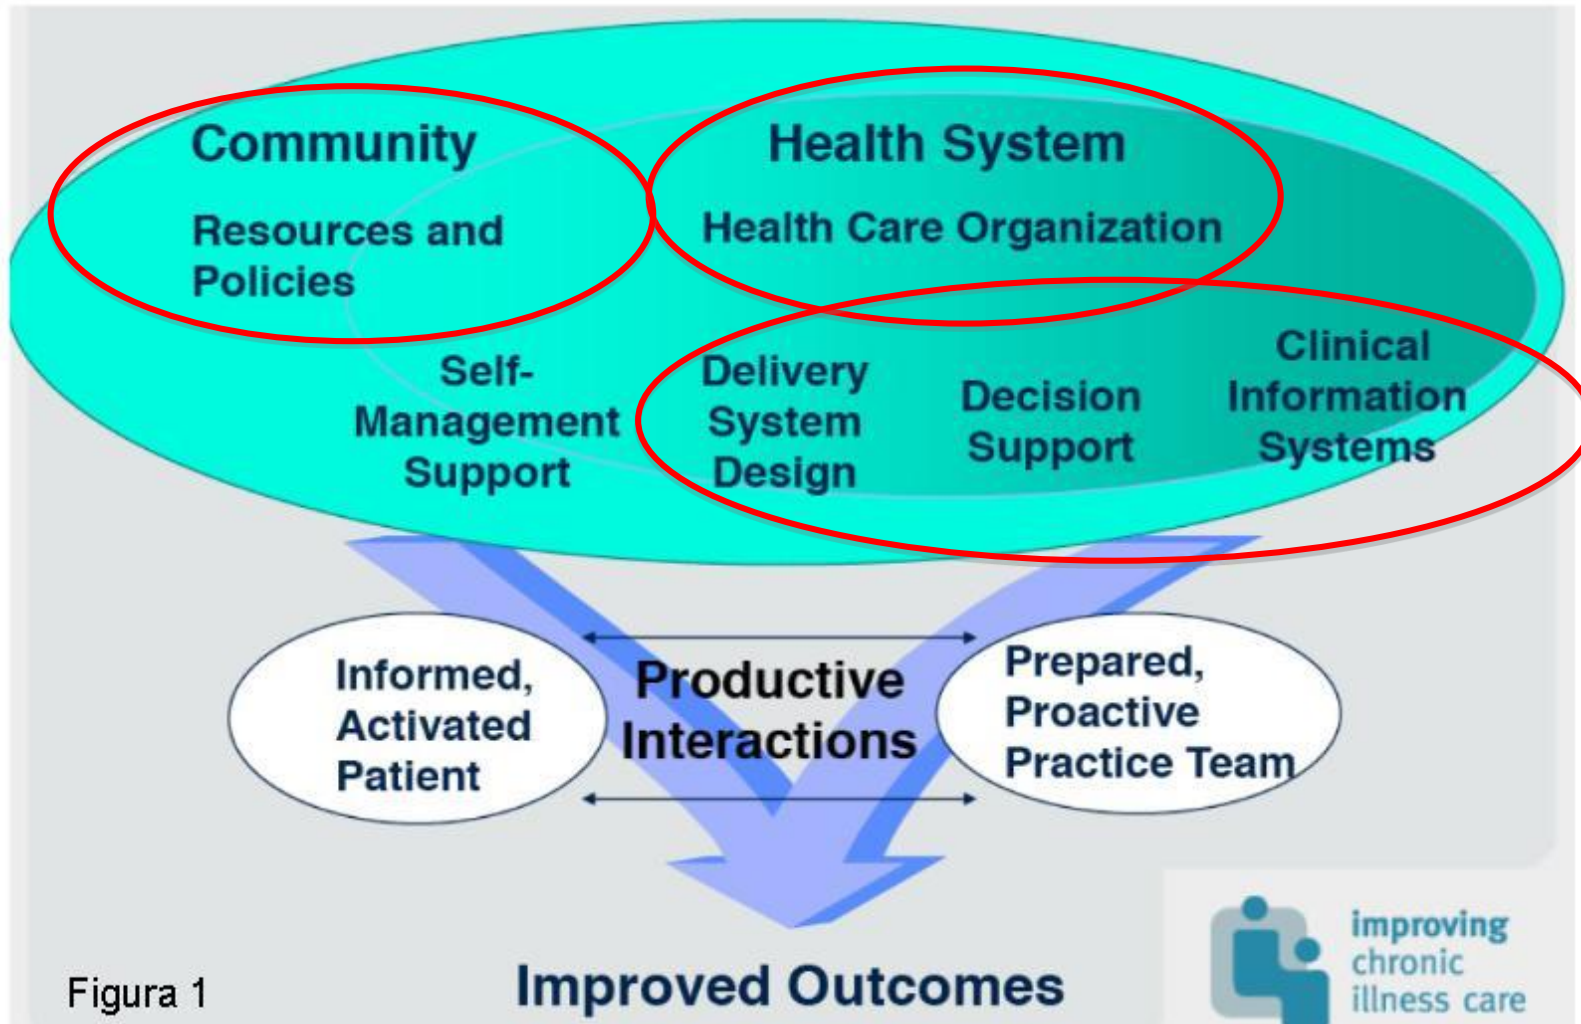 Community
Resources and
Policies
Health System
Health Care Organization
Self-
Management
Support
Delivery
System
Design
Decision
Support
Clinical
Information
Systems
Informed,
Activated
Patient
Productive
Interactions
Prepared,
Proactive
Practice Team
Improved Outcomes
Figura 1
improving
chronic
illness care